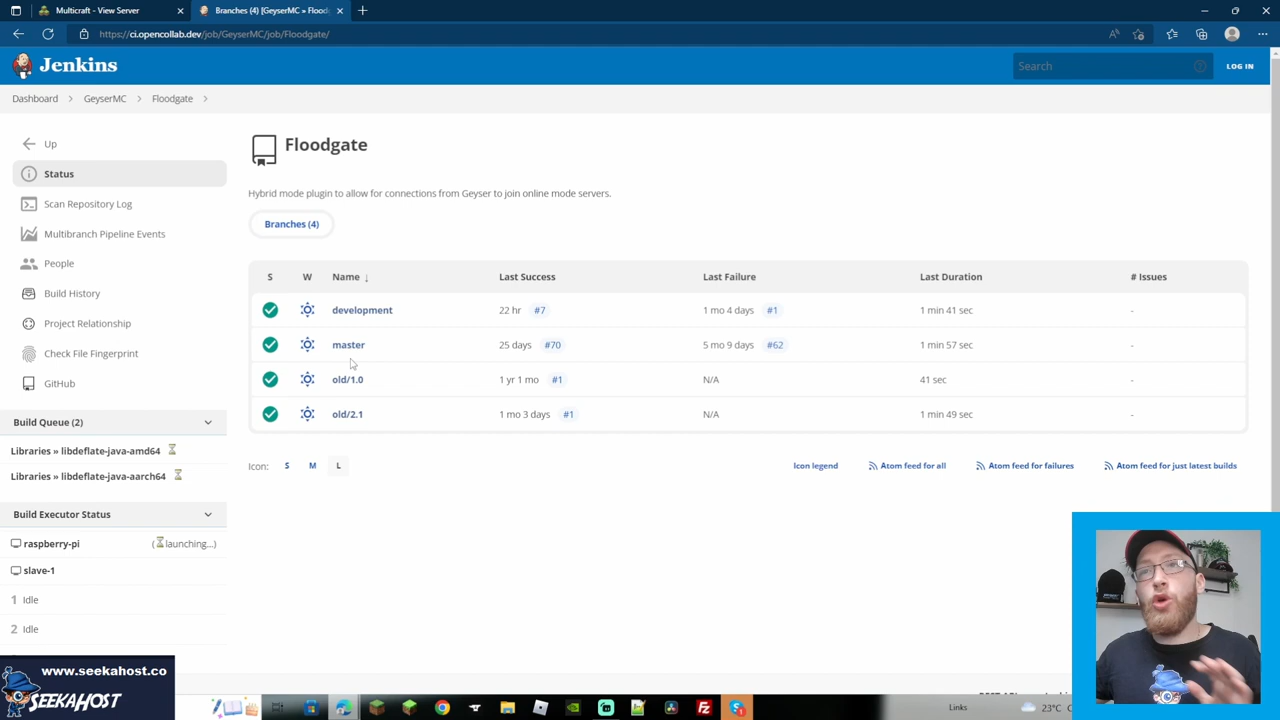 Multicraft - View Server
Branches (4) [GeyserMC » Floodg
https://ci.opencollab.dev/job/GeyserMC/job/Floodgate/
Jenkins
Search
LOG IN
Dashboard
GeyserMC
Floodgate
Up
Status
Scan Repository Log
Multibranch Pipeline Events
People
Build History
Project Relationship
Check File Fingerprint
GitHub
Build Queue (2)
Libraries » libdeflate-java-amd64
Libraries » libdeflate-java-aarch64
Build Executor Status
raspberry-pi (launching...)
slave-1
1 Idle
2 Idle
Floodgate
Hybrid mode plugin to allow for connections from Geyser to join online mode servers.
Branches (4)
S W Name ↓ Last Success Last Failure Last Duration # Issues
development 22 hr #7 1 mo 4 days #1 1 min 41 sec -
master 25 days #70 5 mo 9 days #62 1 min 57 sec -
old/1.0 1 yr 1 mo #1 N/A 41 sec -
old/2.1 1 mo 3 days #1 N/A 1 min 49 sec -
Icon: S M L
Icon legend
Atom feed for all
Atom feed for failures
Atom feed for just latest builds
www.seekahost.co
SEEKAHOST
Links
23°C